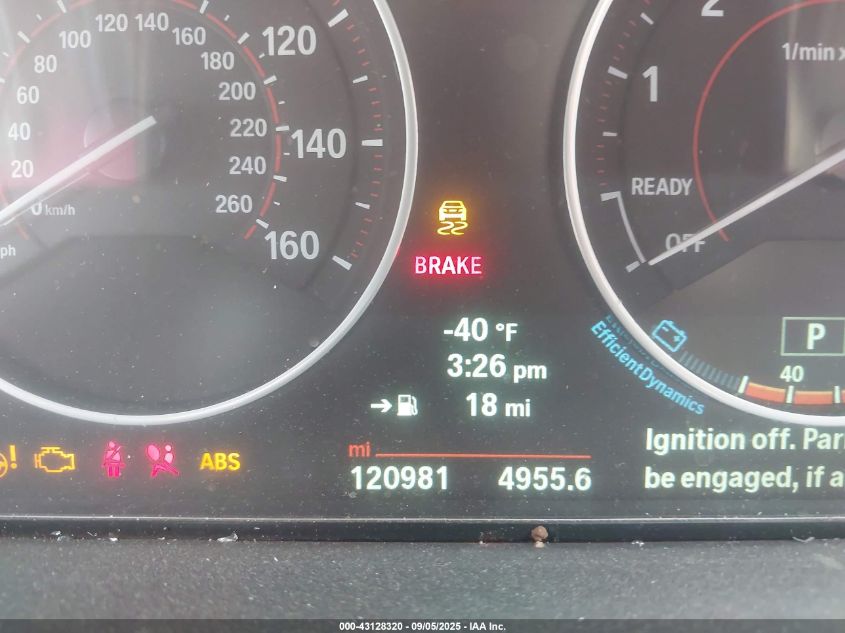 20
40
60
80
100
120
140
160
180
200
220
240
260
0 km/h
120
140
160
BRAKE
-40 °F
3:26 pm
18 mi
mi
120981 4955.6
ABS
!
2
1
1/min x
READY
OFF
EfficientDynamics
P
40
Ignition off. Par
be engaged, if a
000-43128320 - 09/05/2025 - IAA Inc.